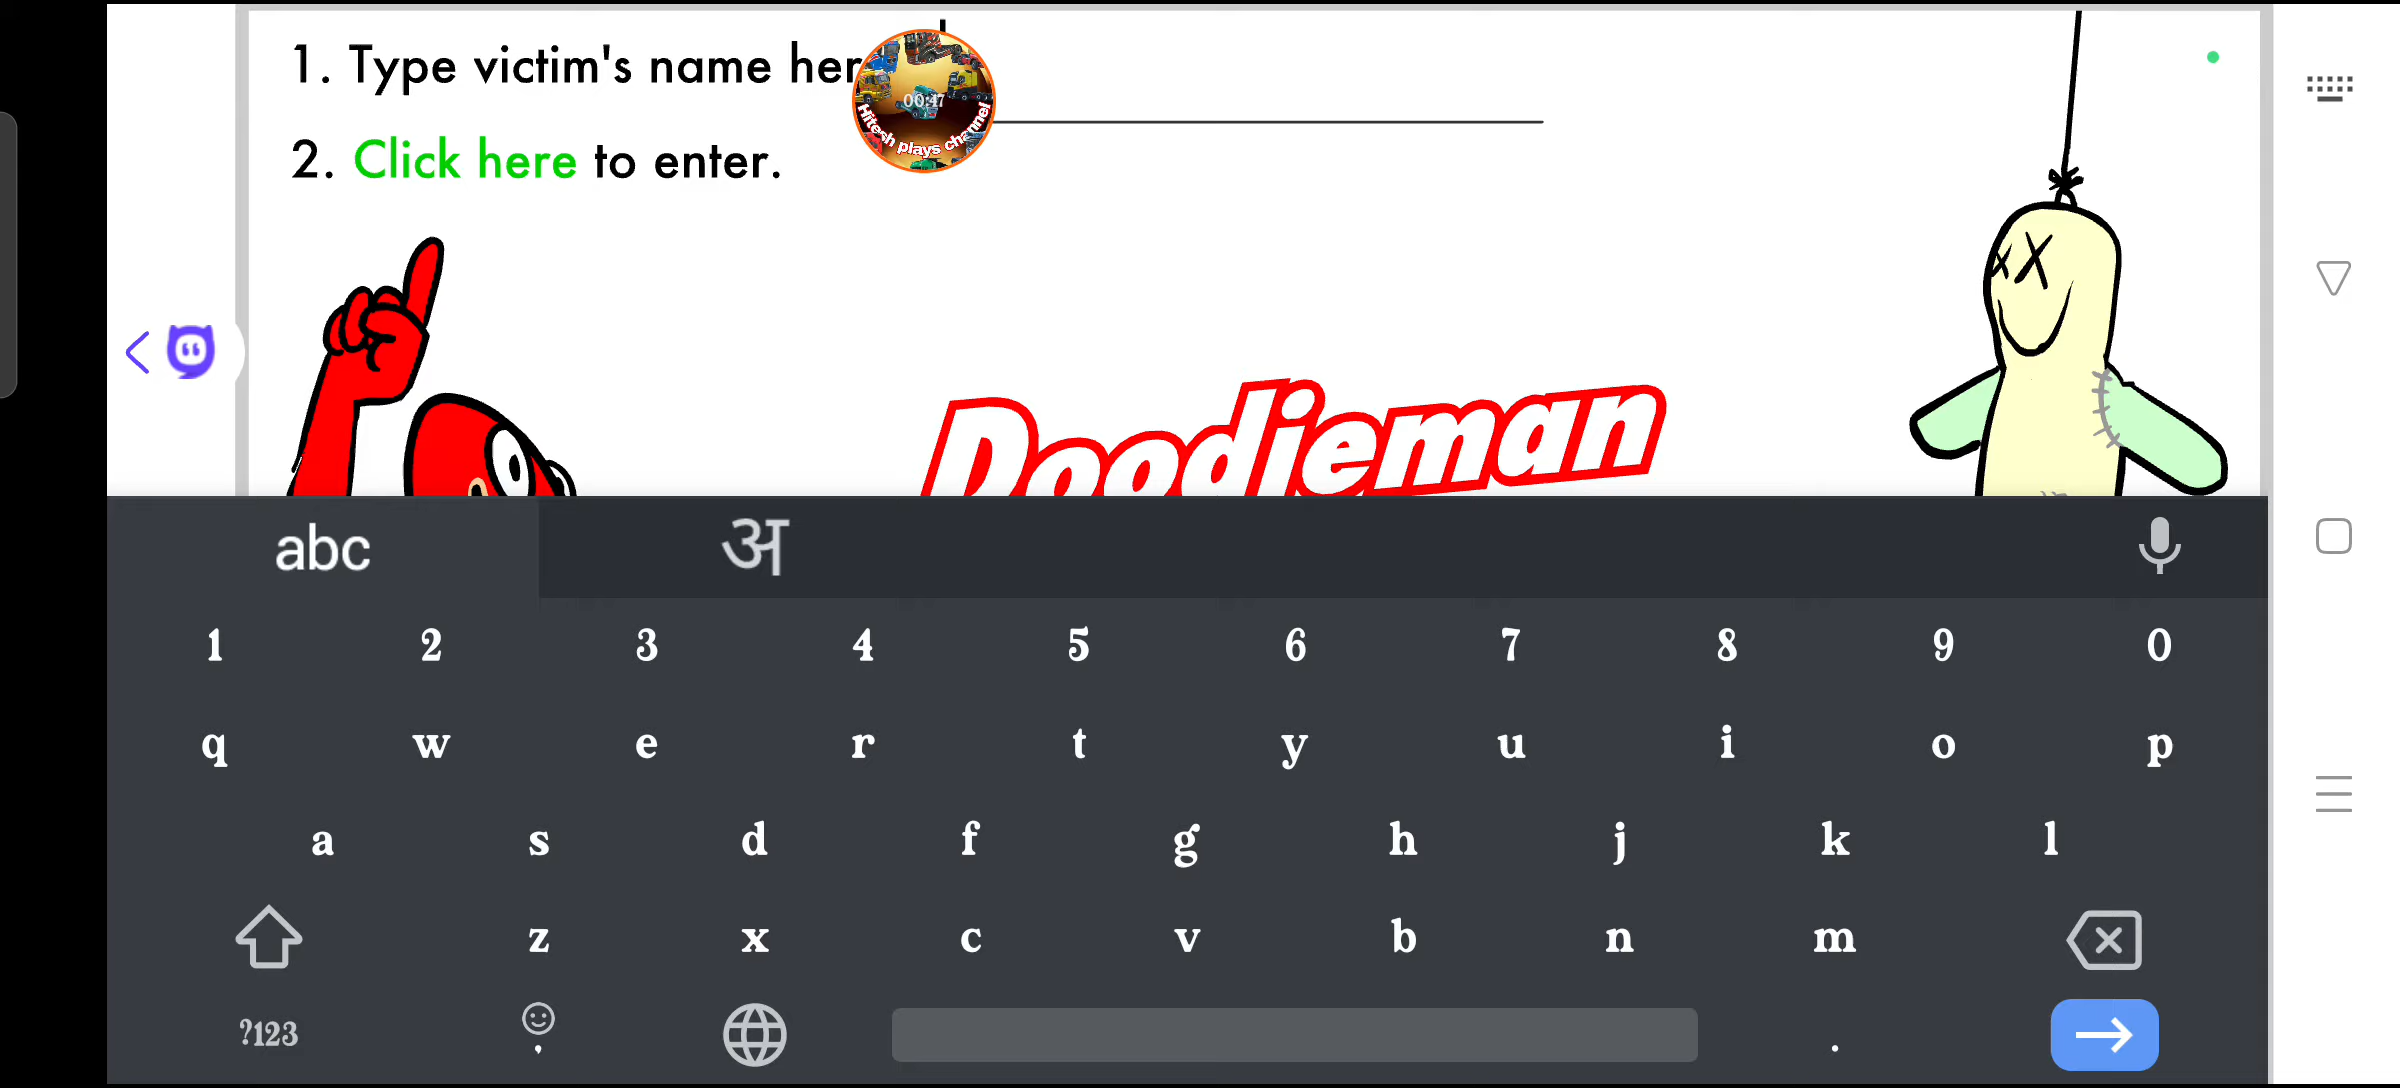 1. Type victim's name her
00:47
Hitesh plays channel
2. Click here to enter.
Doodieman
abc अ
1 2 3 4 5 6 7 8 9 0
q w e r t y u i o p
a s d f g h j k l
z x c v b n m
?123 , .